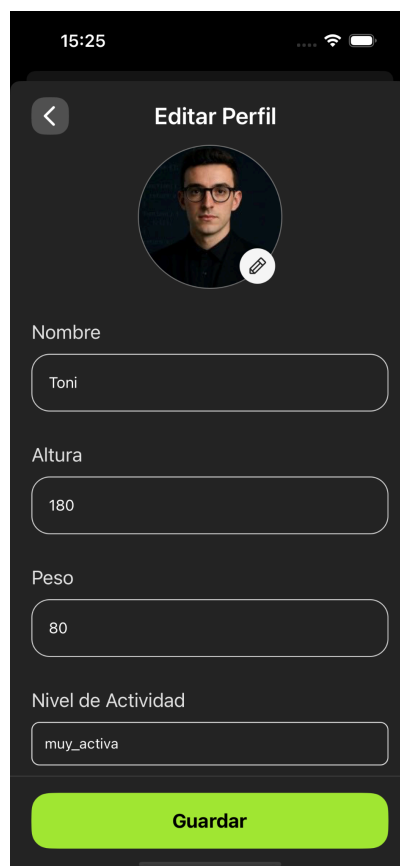 15:25
Editar Perfil
Nombre
Toni
Altura
180
Peso
80
Nivel de Actividad
muy_activa
Guardar